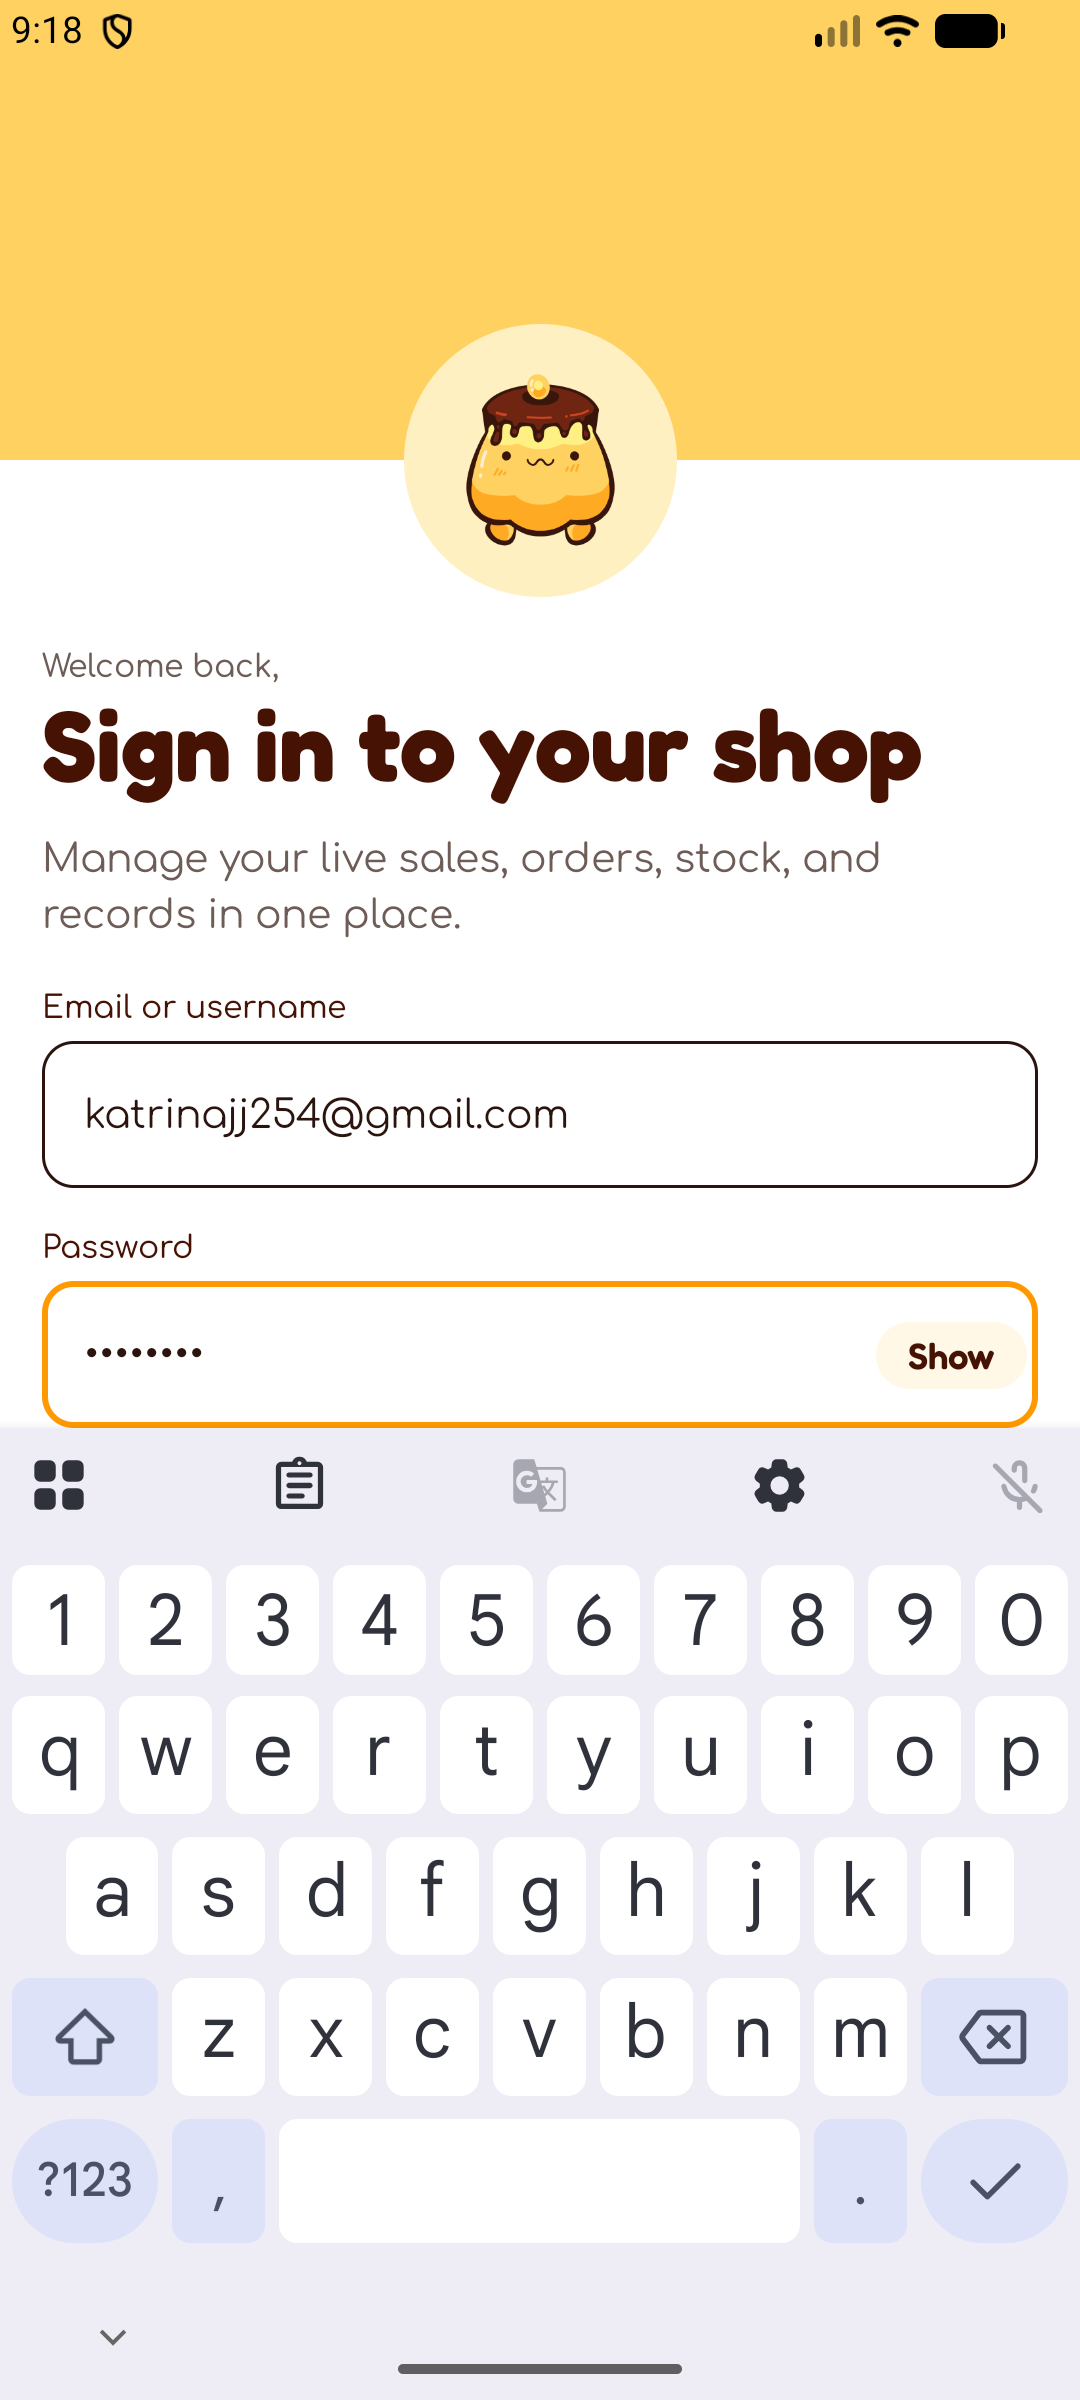 9:18
Welcome back,
Sign in to your shop
Manage your live sales, orders, stock, and
records in one place.
Email or username
katrinajj254@gmail.com
Password
••••••••
Show
1 2 3 4 5 6 7 8 9 0
q w e r t y u i o p
a s d f g h j k l
z x c v b n m
?123 , .